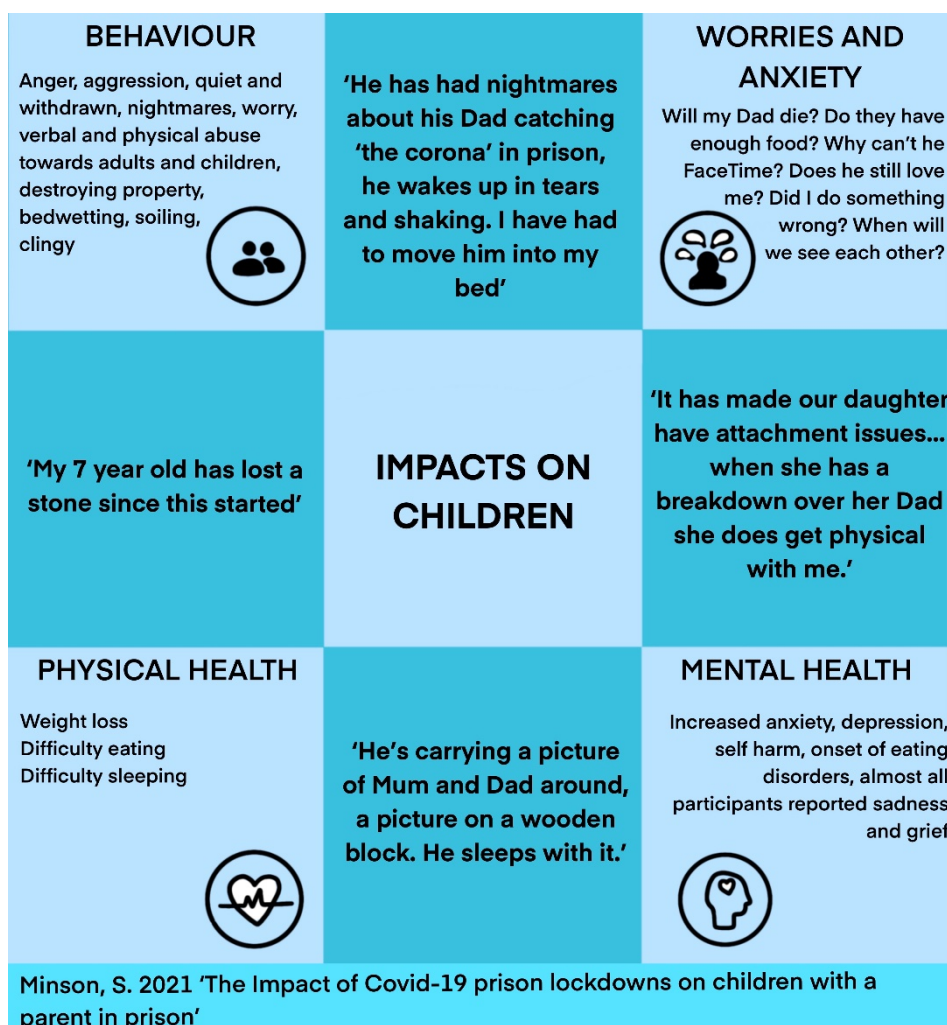 BEHAVIOUR
Anger, aggression, quiet and
withdrawn, nightmares, worry,
verbal and physical abuse
towards adults and children,
destroying property,
bedwetting, soiling,
clingy
'He has had nightmares
about his Dad catching
'the corona' in prison,
he wakes up in tears
and shaking. I have had
to move him into my
bed'
WORRIES AND
ANXIETY
Will my Dad die? Do they have
enough food? Why can't he
FaceTime? Does he still love
me? Did I do something
wrong? When will
we see each other?
'My 7 year old has lost a
stone since this started'
IMPACTS ON
CHILDREN
'It has made our daughter
have attachment issues...
when she has a
breakdown over her Dad
she does get physical
with me.'
PHYSICAL HEALTH
Weight loss
Difficulty eating
Difficulty sleeping
'He's carrying a picture
of Mum and Dad around,
a picture on a wooden
block. He sleeps with it.'
MENTAL HEALTH
Increased anxiety, depression,
self harm, onset of eating
disorders, almost all
participants reported sadness
and grief
Minson, S. 2021 'The Impact of Covid-19 prison lockdowns on children with a
parent in prison'